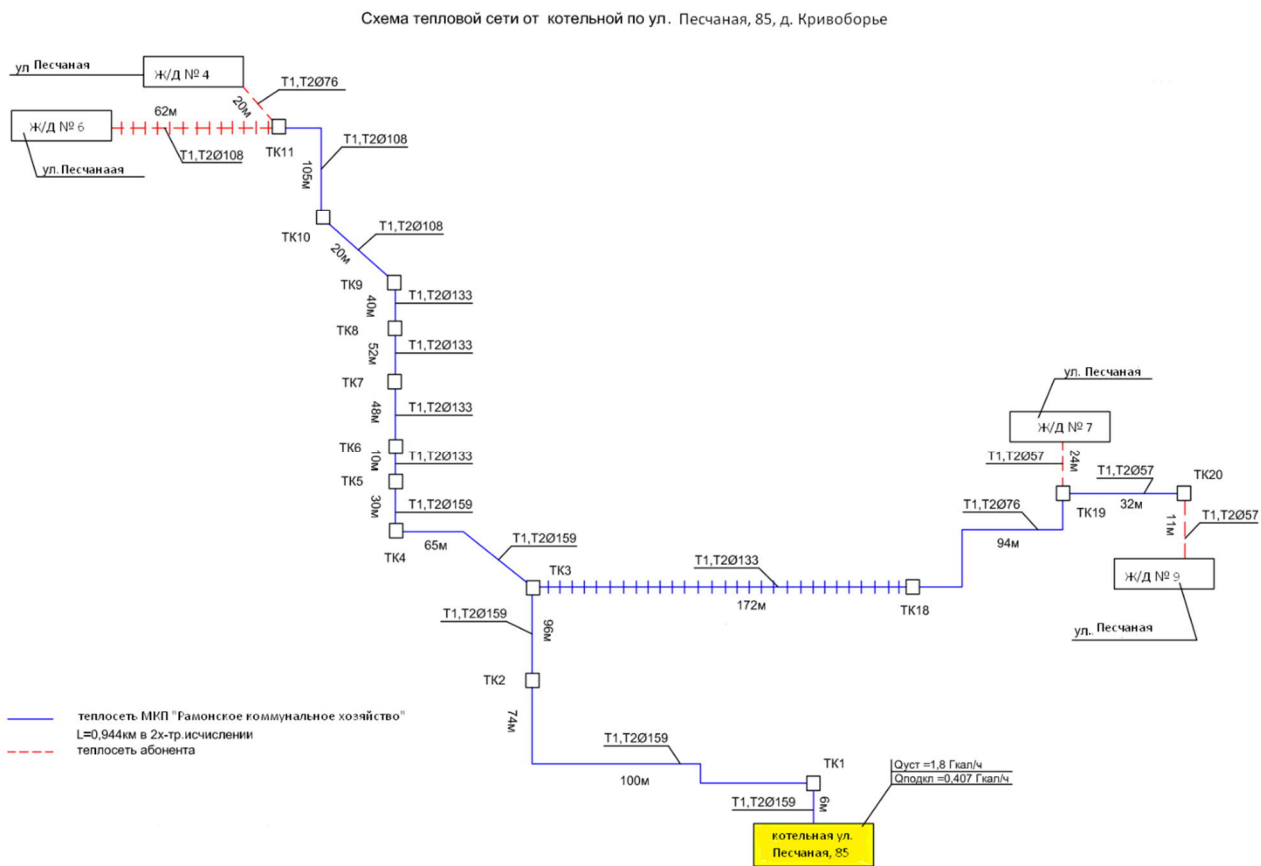 Схема тепловой сети от котельной по ул. Песчаная, 85, д. Кривоборье
ул Песчаная
Ж/Д № 4
Т1,Т2Ø76
20м
62м
Ж/Д № 6
Т1,Т2Ø108
ул. Песчанаая
ТК11
Т1,Т2Ø108
105м
ТК10
Т1,Т2Ø108
20м
ТК9
40м
Т1,Т2Ø133
ТК8
52м
Т1,Т2Ø133
ТК7
48м
Т1,Т2Ø133
ТК6
10м
Т1,Т2Ø133
ТК5
30м
Т1,Т2Ø159
ТК4
65м
Т1,Т2Ø159
ТК3
Т1,Т2Ø133
172м
ТК18
Т1,Т2Ø76
94м
ул. Песчаная
Ж/Д № 7
Т1,Т2Ø57
24м
ТК19
Т1,Т2Ø57
32м
ТК20
11м
Т1,Т2Ø57
Ж/Д № 9
ул.. Песчаная
Т1,Т2Ø159
96м
ТК2
74м
Т1,Т2Ø159
100м
ТК1
Т1,Т2Ø159
6м
Qуст =1,8 Гкал/ч
Qподкл =0,407 Гкал/ч
котельная ул.
Песчаная, 85
теплосеть МКП "Рамонское коммунальное хозяйство"
L=0,944км в 2х-тр.исчислении
теплосеть абонента